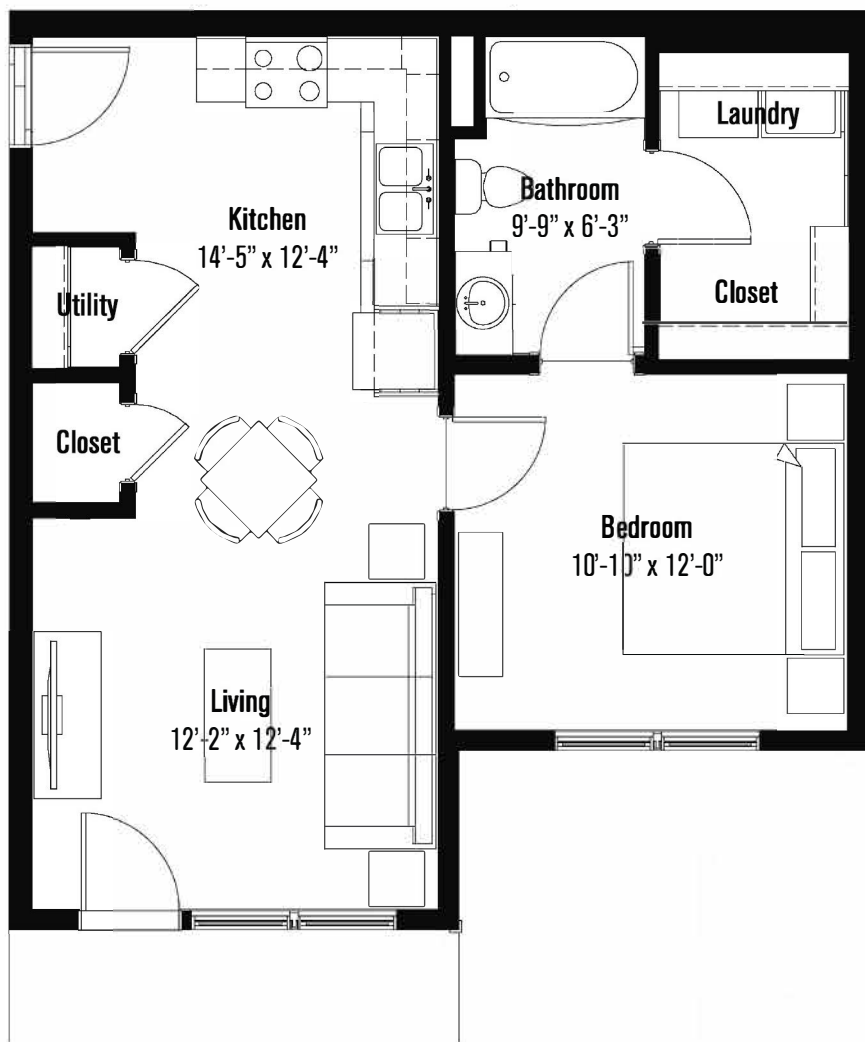 Laundry
Bathroom
9’-9” x 6’-3”
Kitchen
14’-5” x 12’-4”
Utility
Closet
Closet
Bedroom
10’-10” x 12’-0”
Living
12’-2” x 12’-4”